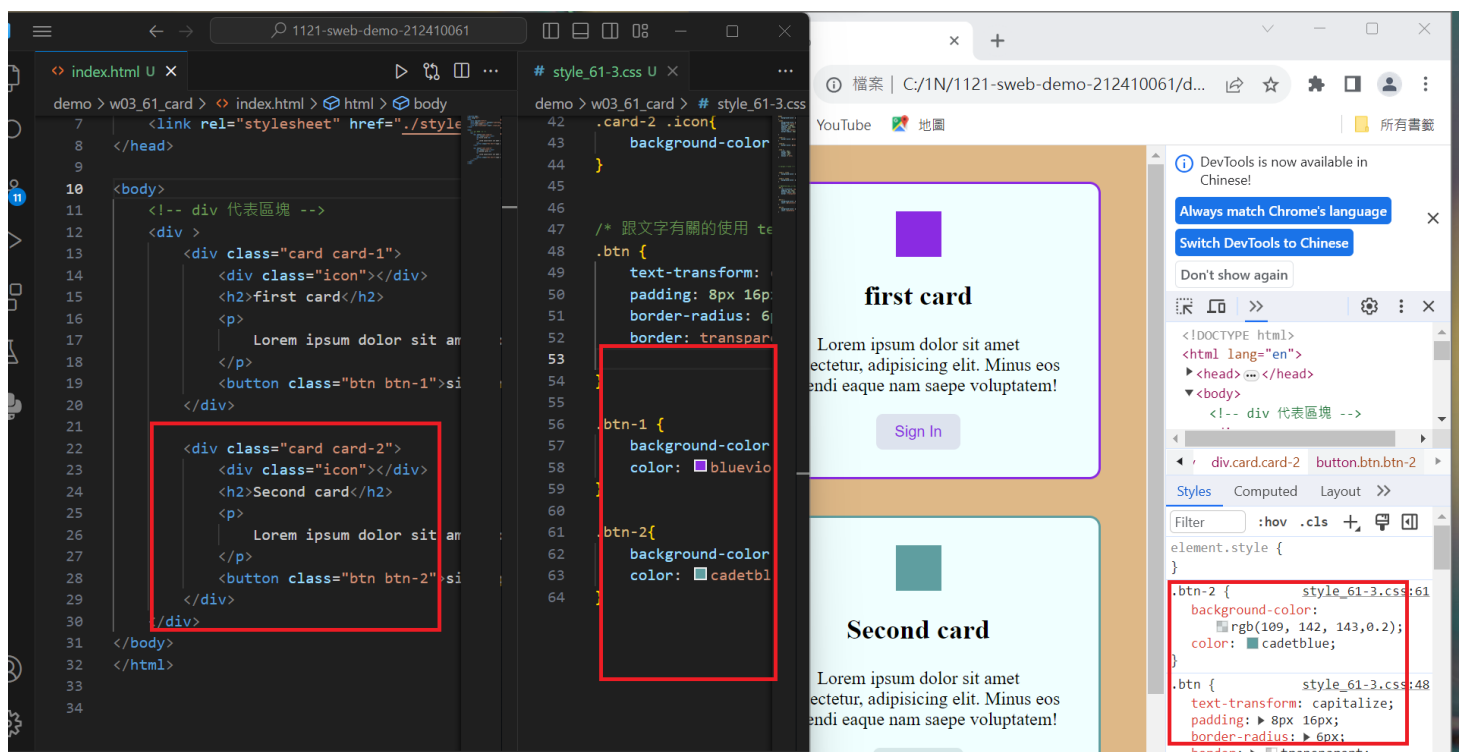 1121-sweb-demo-212410061
index.html U
demo > w03_61_card > index.html > html > body
7 <link rel="stylesheet" href="./style
8 </head>
9
10 <body>
11 <!-- div 代表區塊 -->
12 <div >
13 <div class="card card-1">
14 <div class="icon"></div>
15 <h2>first card</h2>
16 <p>
17 Lorem ipsum dolor sit am
18 </p>
19 <button class="btn btn-1">si
20 </div>
21
22 <div class="card card-2">
23 <div class="icon"></div>
24 <h2>Second card</h2>
25 <p>
26 Lorem ipsum dolor sit am
27 </p>
28 <button class="btn btn-2">si
29 </div>
30 </div>
31 </body>
32 </html>
33
34
11
# style_61-3.css U
demo > w03_61_card > # style_61-3.css
42 .card-2 .icon{
43 background-color
44 }
45
46
47 /* 跟文字有關的使用 te
48 .btn {
49 text-transform:
50 padding: 8px 16p
51 border-radius: 6
52 border: transpar
53
54 }
55
56 .btn-1 {
57 background-color
58 color: bluevio
59 }
60
61 .btn-2{
62 background-color
63 color: cadetbl
64 }
檔案 | C:/1N/1121-sweb-demo-212410061/d...
YouTube 地圖 所有書籤
first card
Lorem ipsum dolor sit amet
ectetur, adipisicing elit. Minus eos
endi eaque nam saepe voluptatem!
Sign In
Second card
Lorem ipsum dolor sit amet
ectetur, adipisicing elit. Minus eos
endi eaque nam saepe voluptatem!
DevTools is now available in
Chinese!
Always match Chrome's language
Switch DevTools to Chinese
Don't show again
<!DOCTYPE html>
<html lang="en">
<head> ... </head>
<body>
<!-- div 代表區塊 -->
div.card.card-2 button.btn.btn-2
Styles Computed Layout
Filter :hov .cls
element.style {
}
.btn-2 { style_61-3.css:61
background-color:
rgb(109, 142, 143,0.2);
color: cadetblue;
}
.btn { style_61-3.css:48
text-transform: capitalize;
padding: 8px 16px;
border-radius: 6px;
border: transparent;